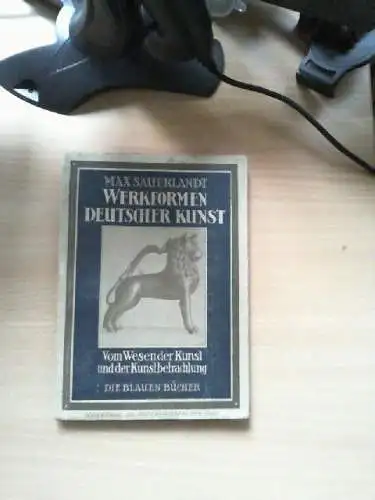 MAX SAUERLANDT
WERKFORMEN
DEUTSCHER KUNST
Vom Wesen der Kunst
und der Kunstbetrachtung
DIE BLAUEN BÜCHER